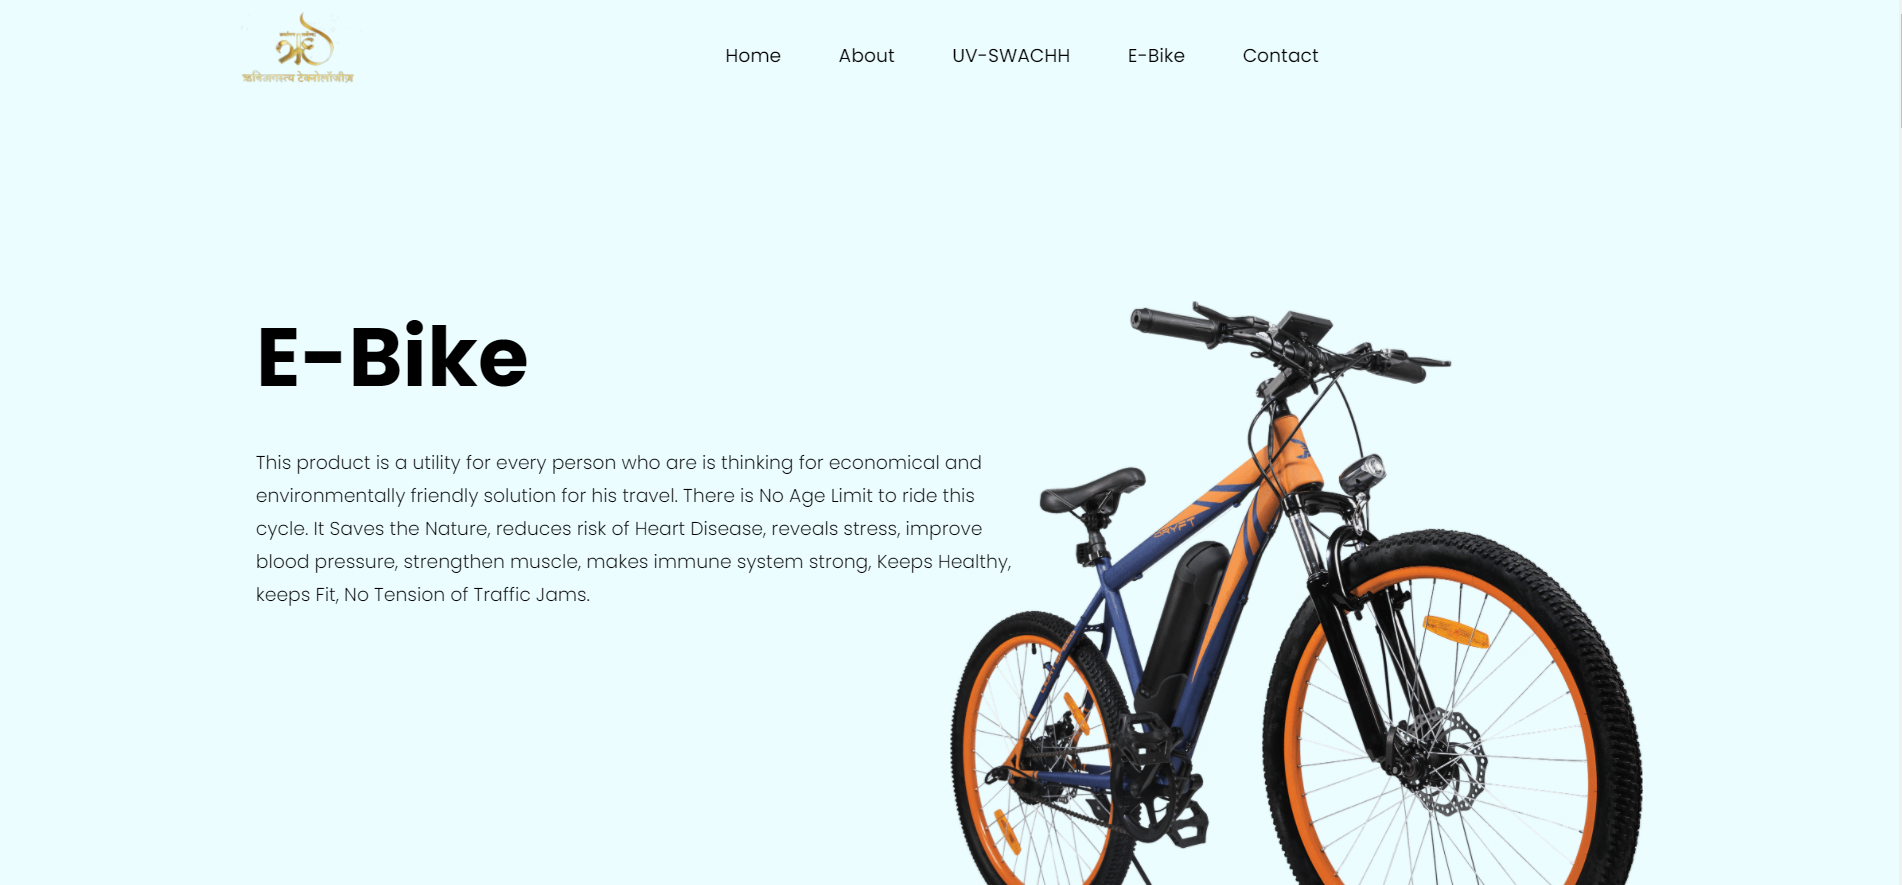 ऋषिअगस्त्य टेक्नोलॉजीज़
Home About UV-SWACHH E-Bike Contact
E-Bike
This product is a utility for every person who are is thinking for economical and
environmentally friendly solution for his travel. There is No Age Limit to ride this
cycle. It Saves the Nature, reduces risk of Heart Disease, reveals stress, improve
blood pressure, strengthen muscle, makes immune system strong, Keeps Healthy,
keeps Fit, No Tension of Traffic Jams.